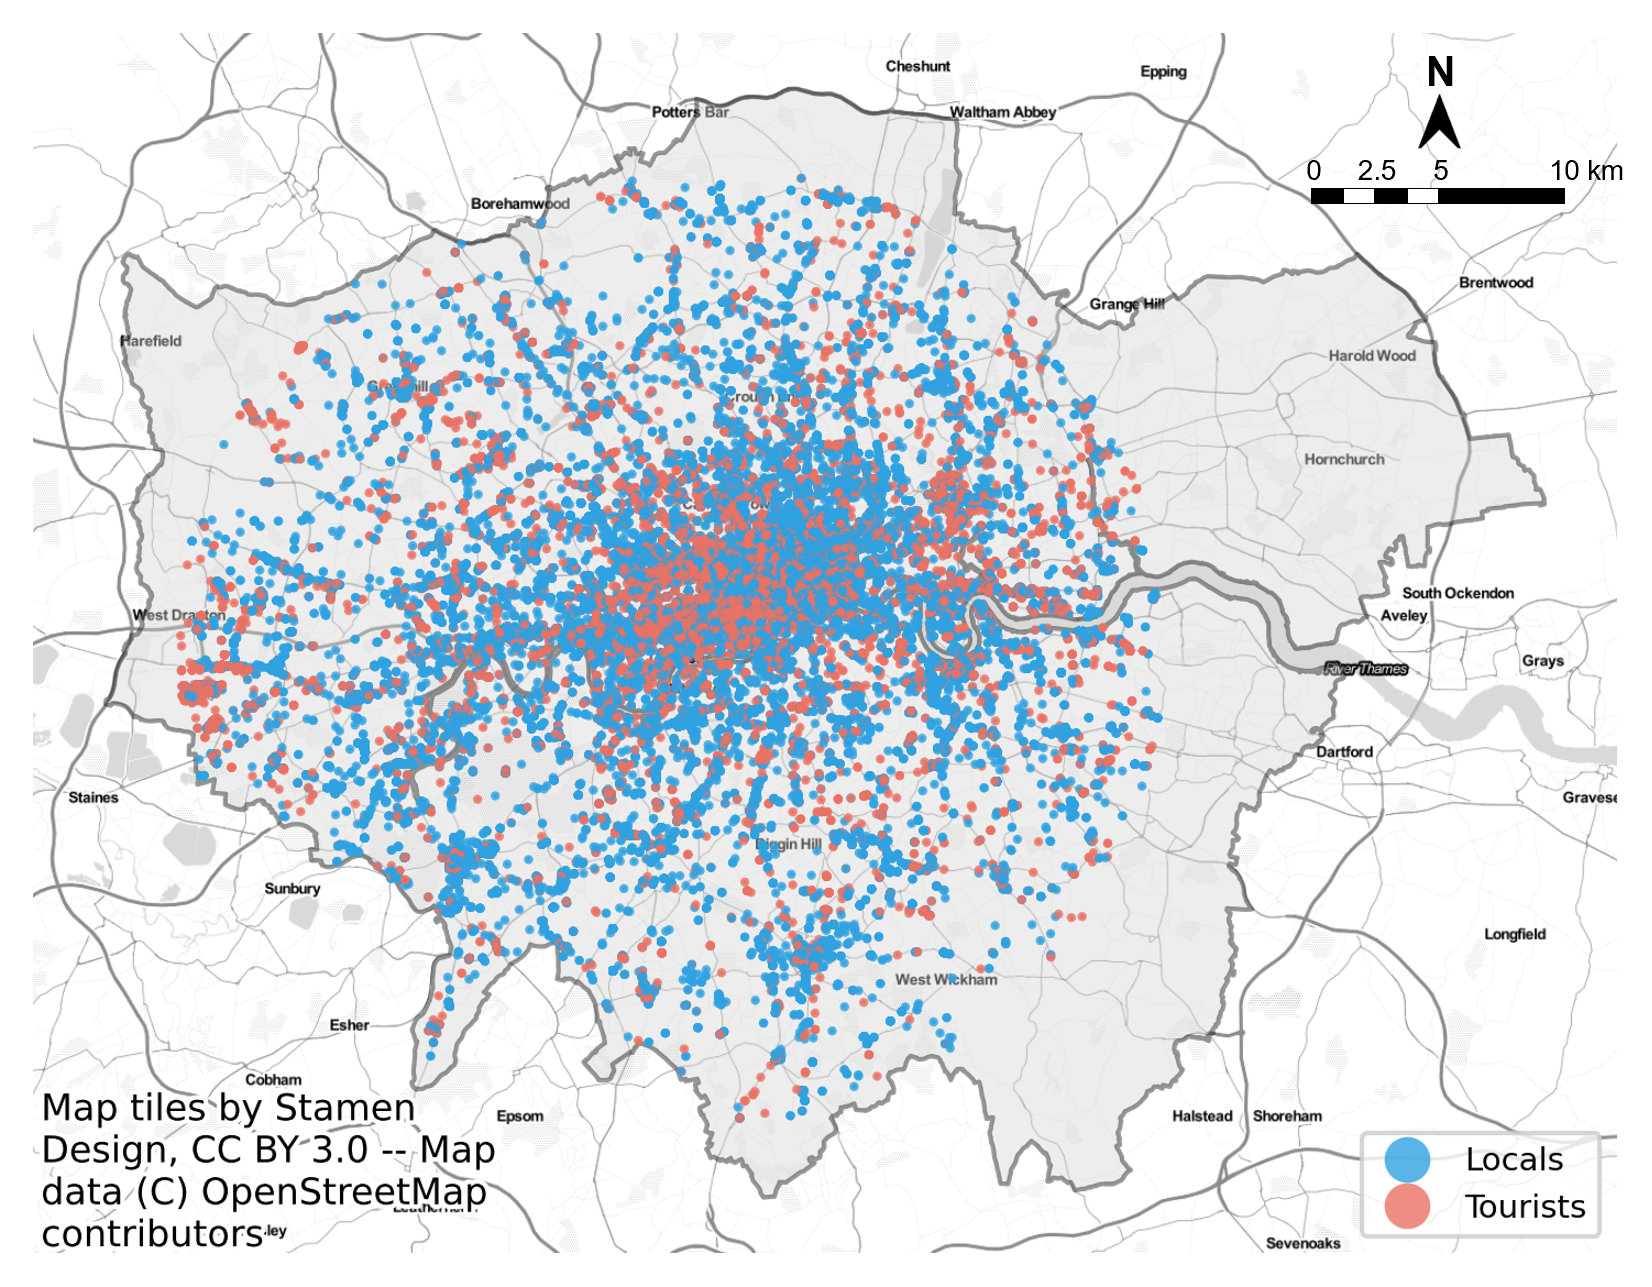 Cheshunt
Epping
N
Potters Bar
Waltham Abbey
0 2.5 5 10 km
Borehamwood
Brentwood
Grange Hill
Harefield
Harold Wood
Hornchurch
South Ockendon
West Drayton
Aveley
Grays
River Thames
Dartford
Staines
Biggin Hill
Sunbury
Longfield
West Wickham
Esher
Cobham
Map tiles by Stamen
Design, CC BY 3.0 -- Map
data (C) OpenStreetMap
contributors
Epsom
Halstead
Shoreham
Locals
Tourists
Sevenoaks